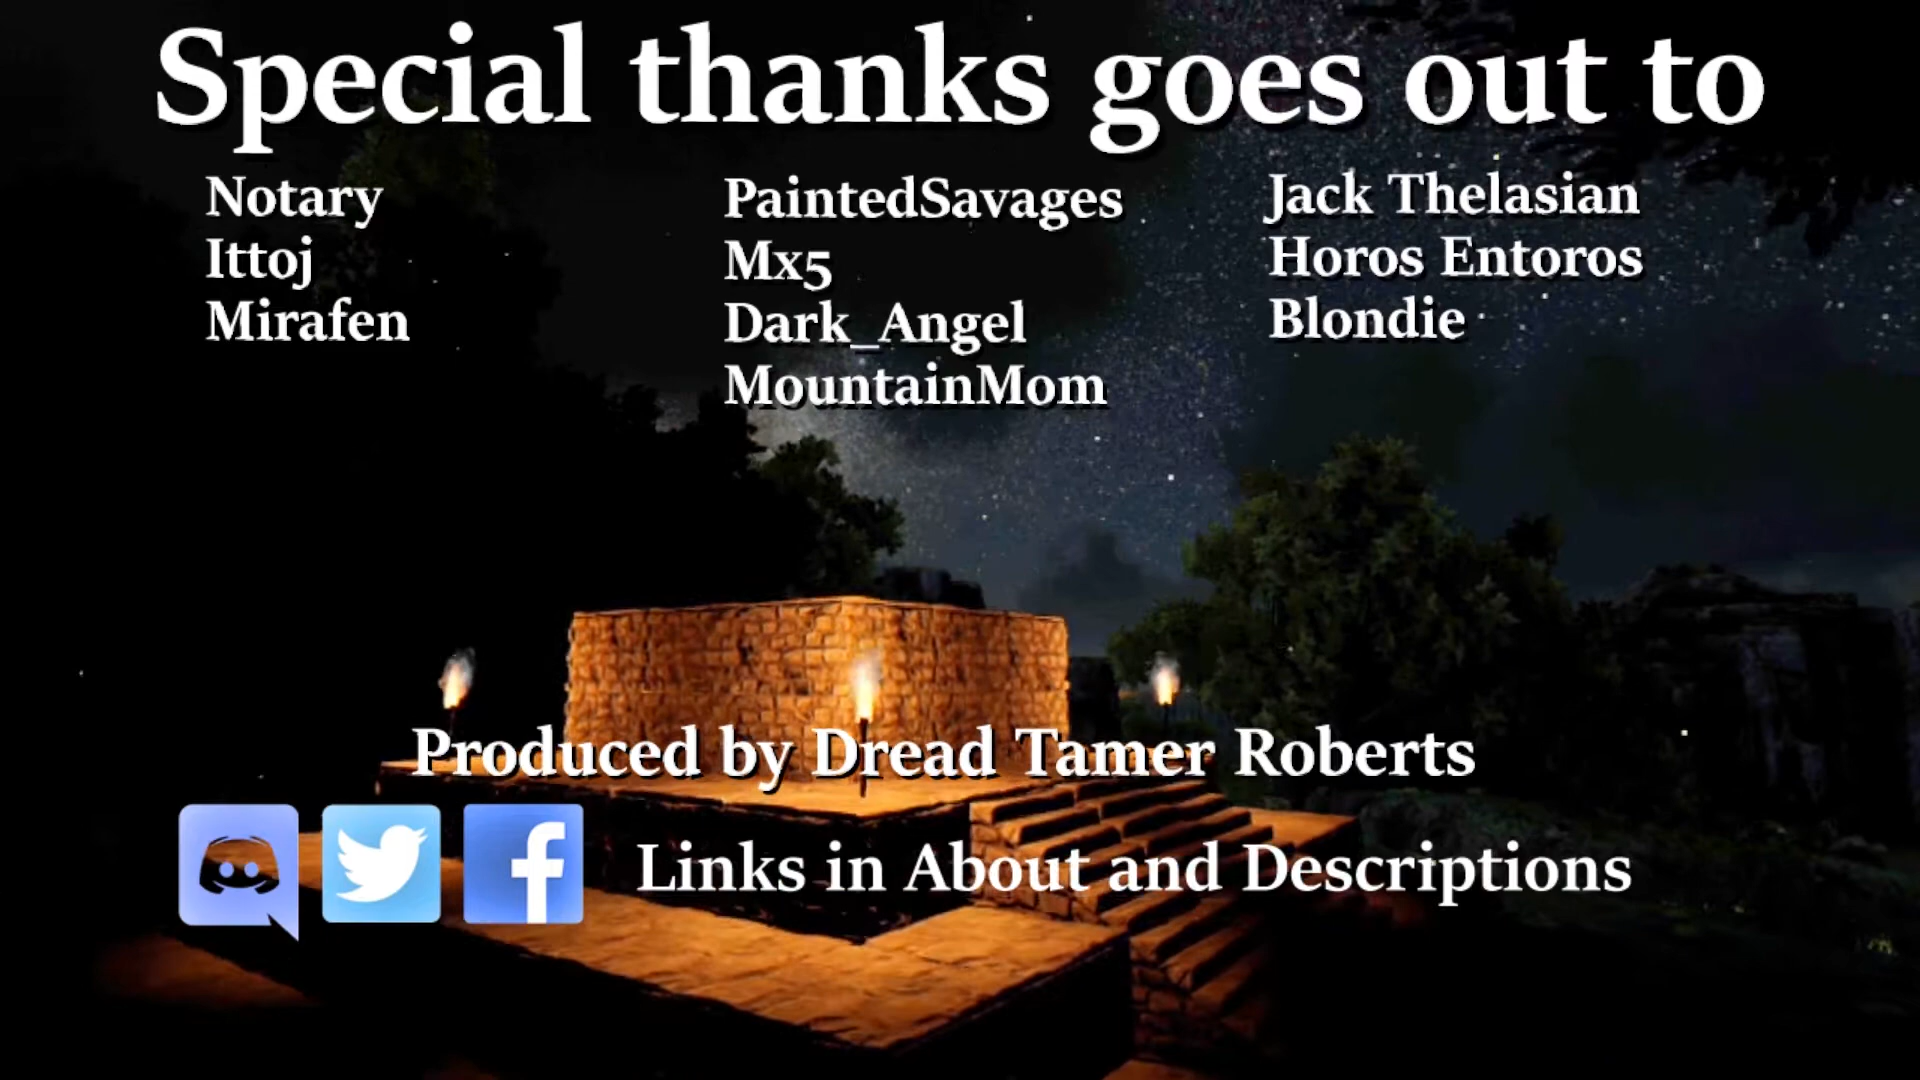 Special thanks goes out to
Notary
Ittoj
Mirafen
PaintedSavages
Mx5
Dark_Angel
MountainMom
Jack Thelasian
Horos Entoros
Blondie
Produced by Dread Tamer Roberts
Links in About and Descriptions